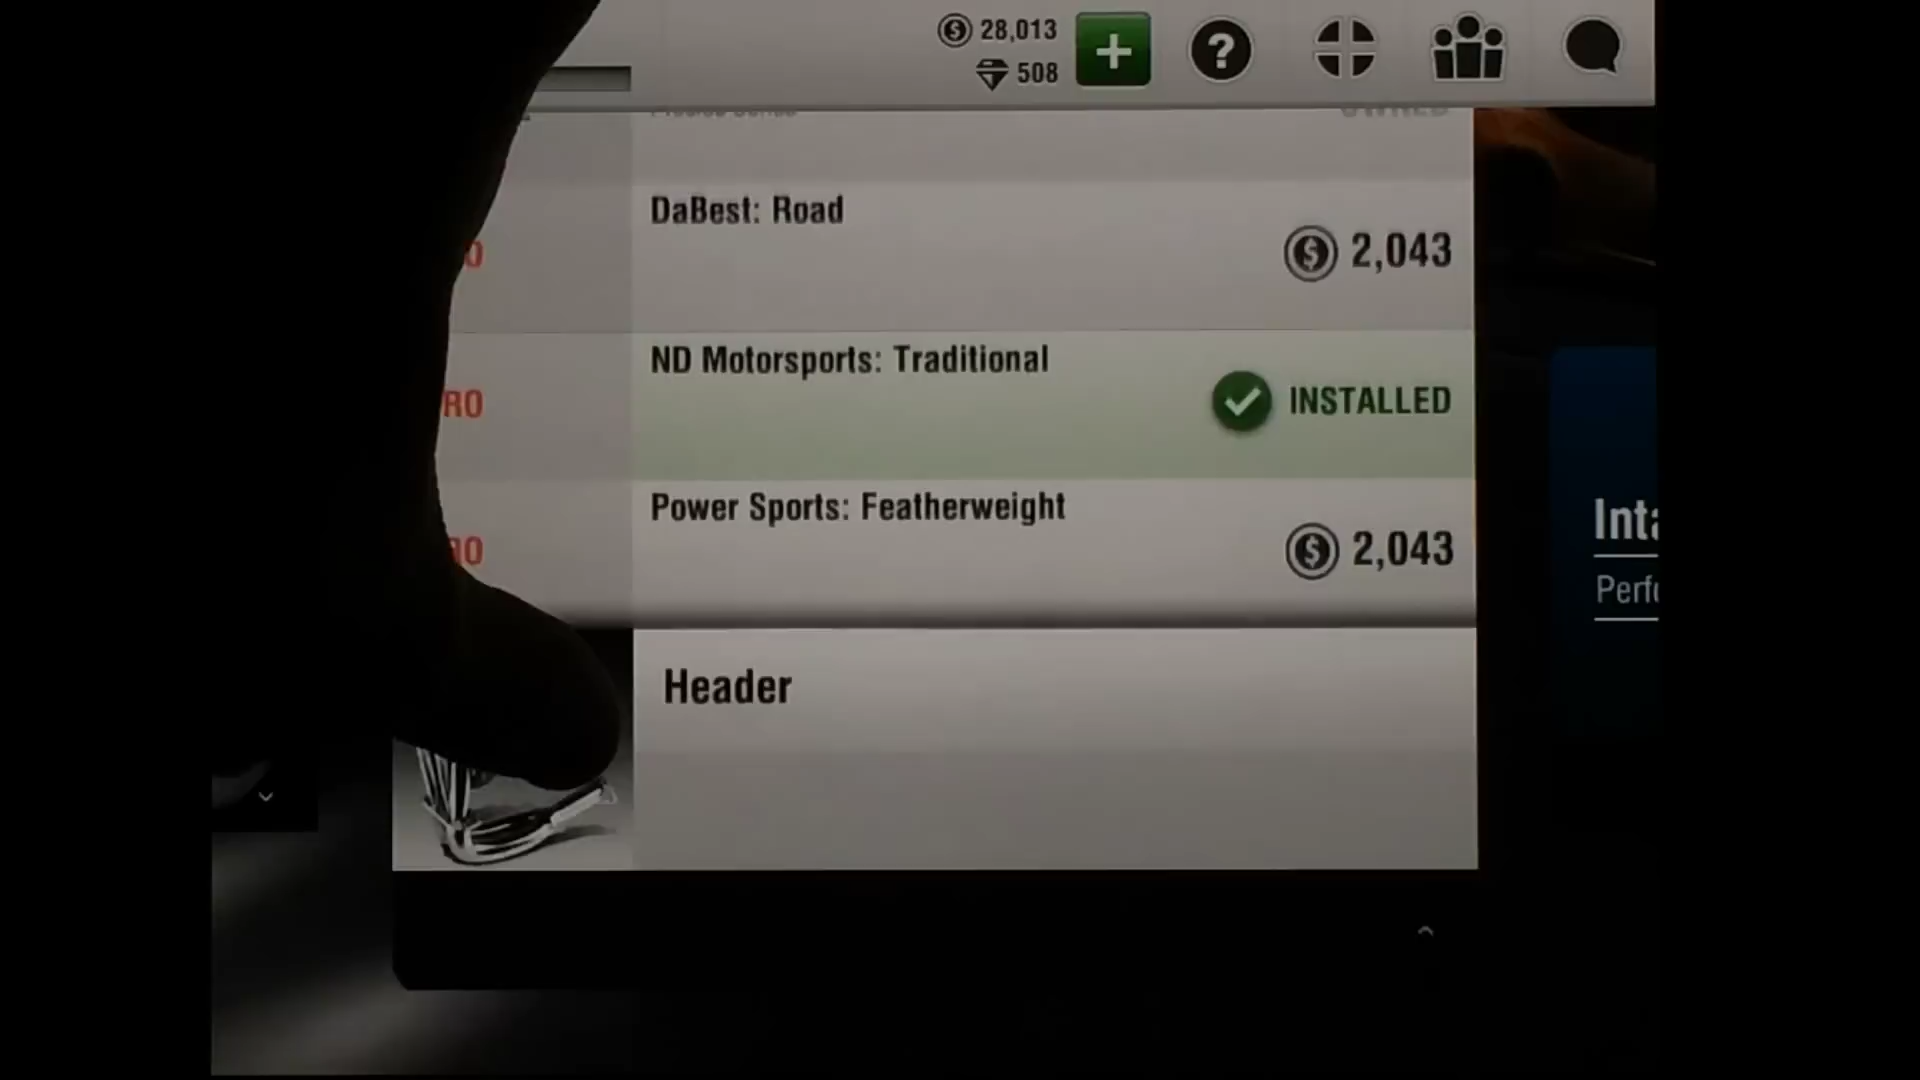 28,013
508
?
DaBest: Road
2,043
ND Motorsports: Traditional
INSTALLED
Power Sports: Featherweight
2,043
Header